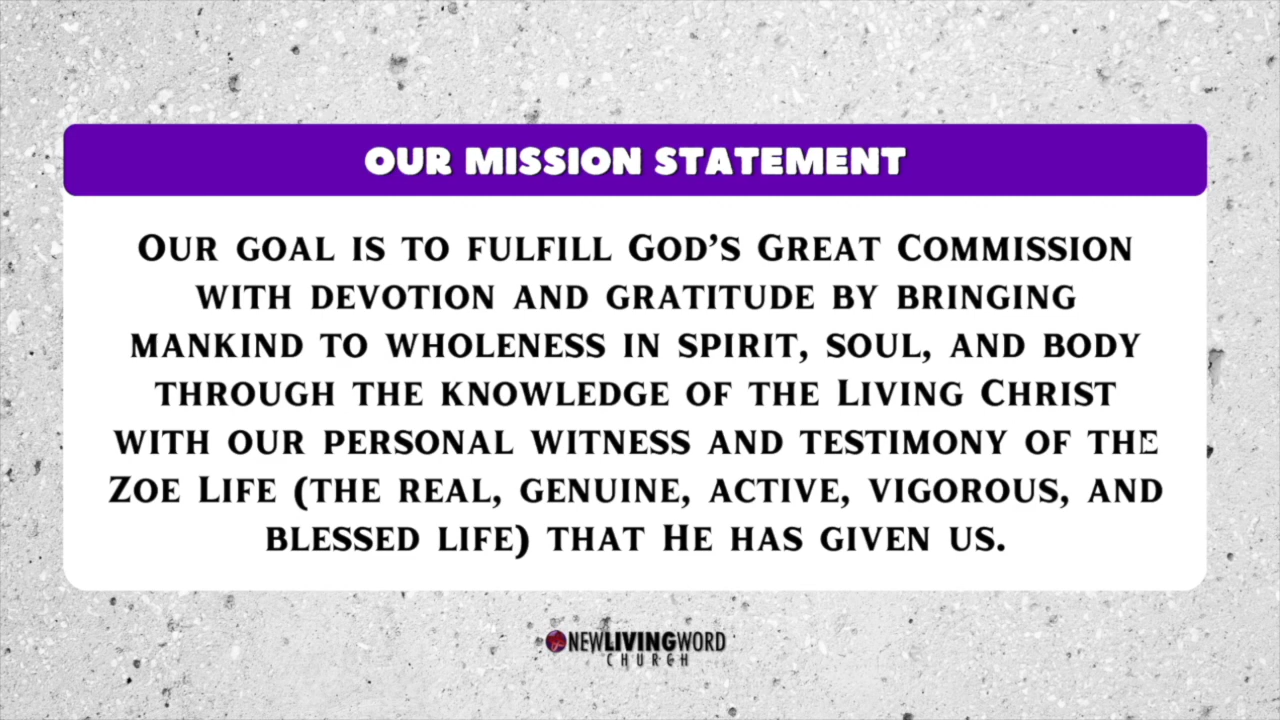 OUR MISSION STATEMENT
Our goal is to fulfill God’s Great Commission
with devotion and gratitude by bringing
mankind to wholeness in spirit, soul, and body
through the knowledge of the Living Christ
with our personal witness and testimony of the
Zoe Life (the real, genuine, active, vigorous, and
blessed life) that He has given us.
NEWLIVINGWORD
CHURCH